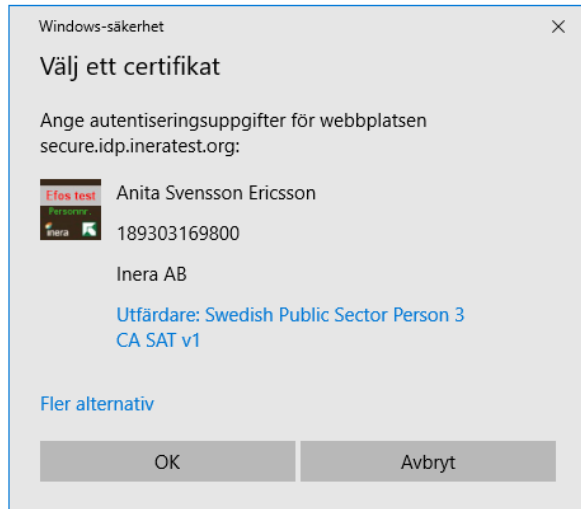 Windows-säkerhet
Välj ett certifikat
Ange autentiseringsuppgifter för webbplatsen
secure.idp.ineratest.org:
Efos test
Personnr.
inera
Anita Svensson Ericsson
189303169800
Inera AB
Utfärdare: Swedish Public Sector Person 3
CA SAT v1
Fler alternativ
OK
Avbryt